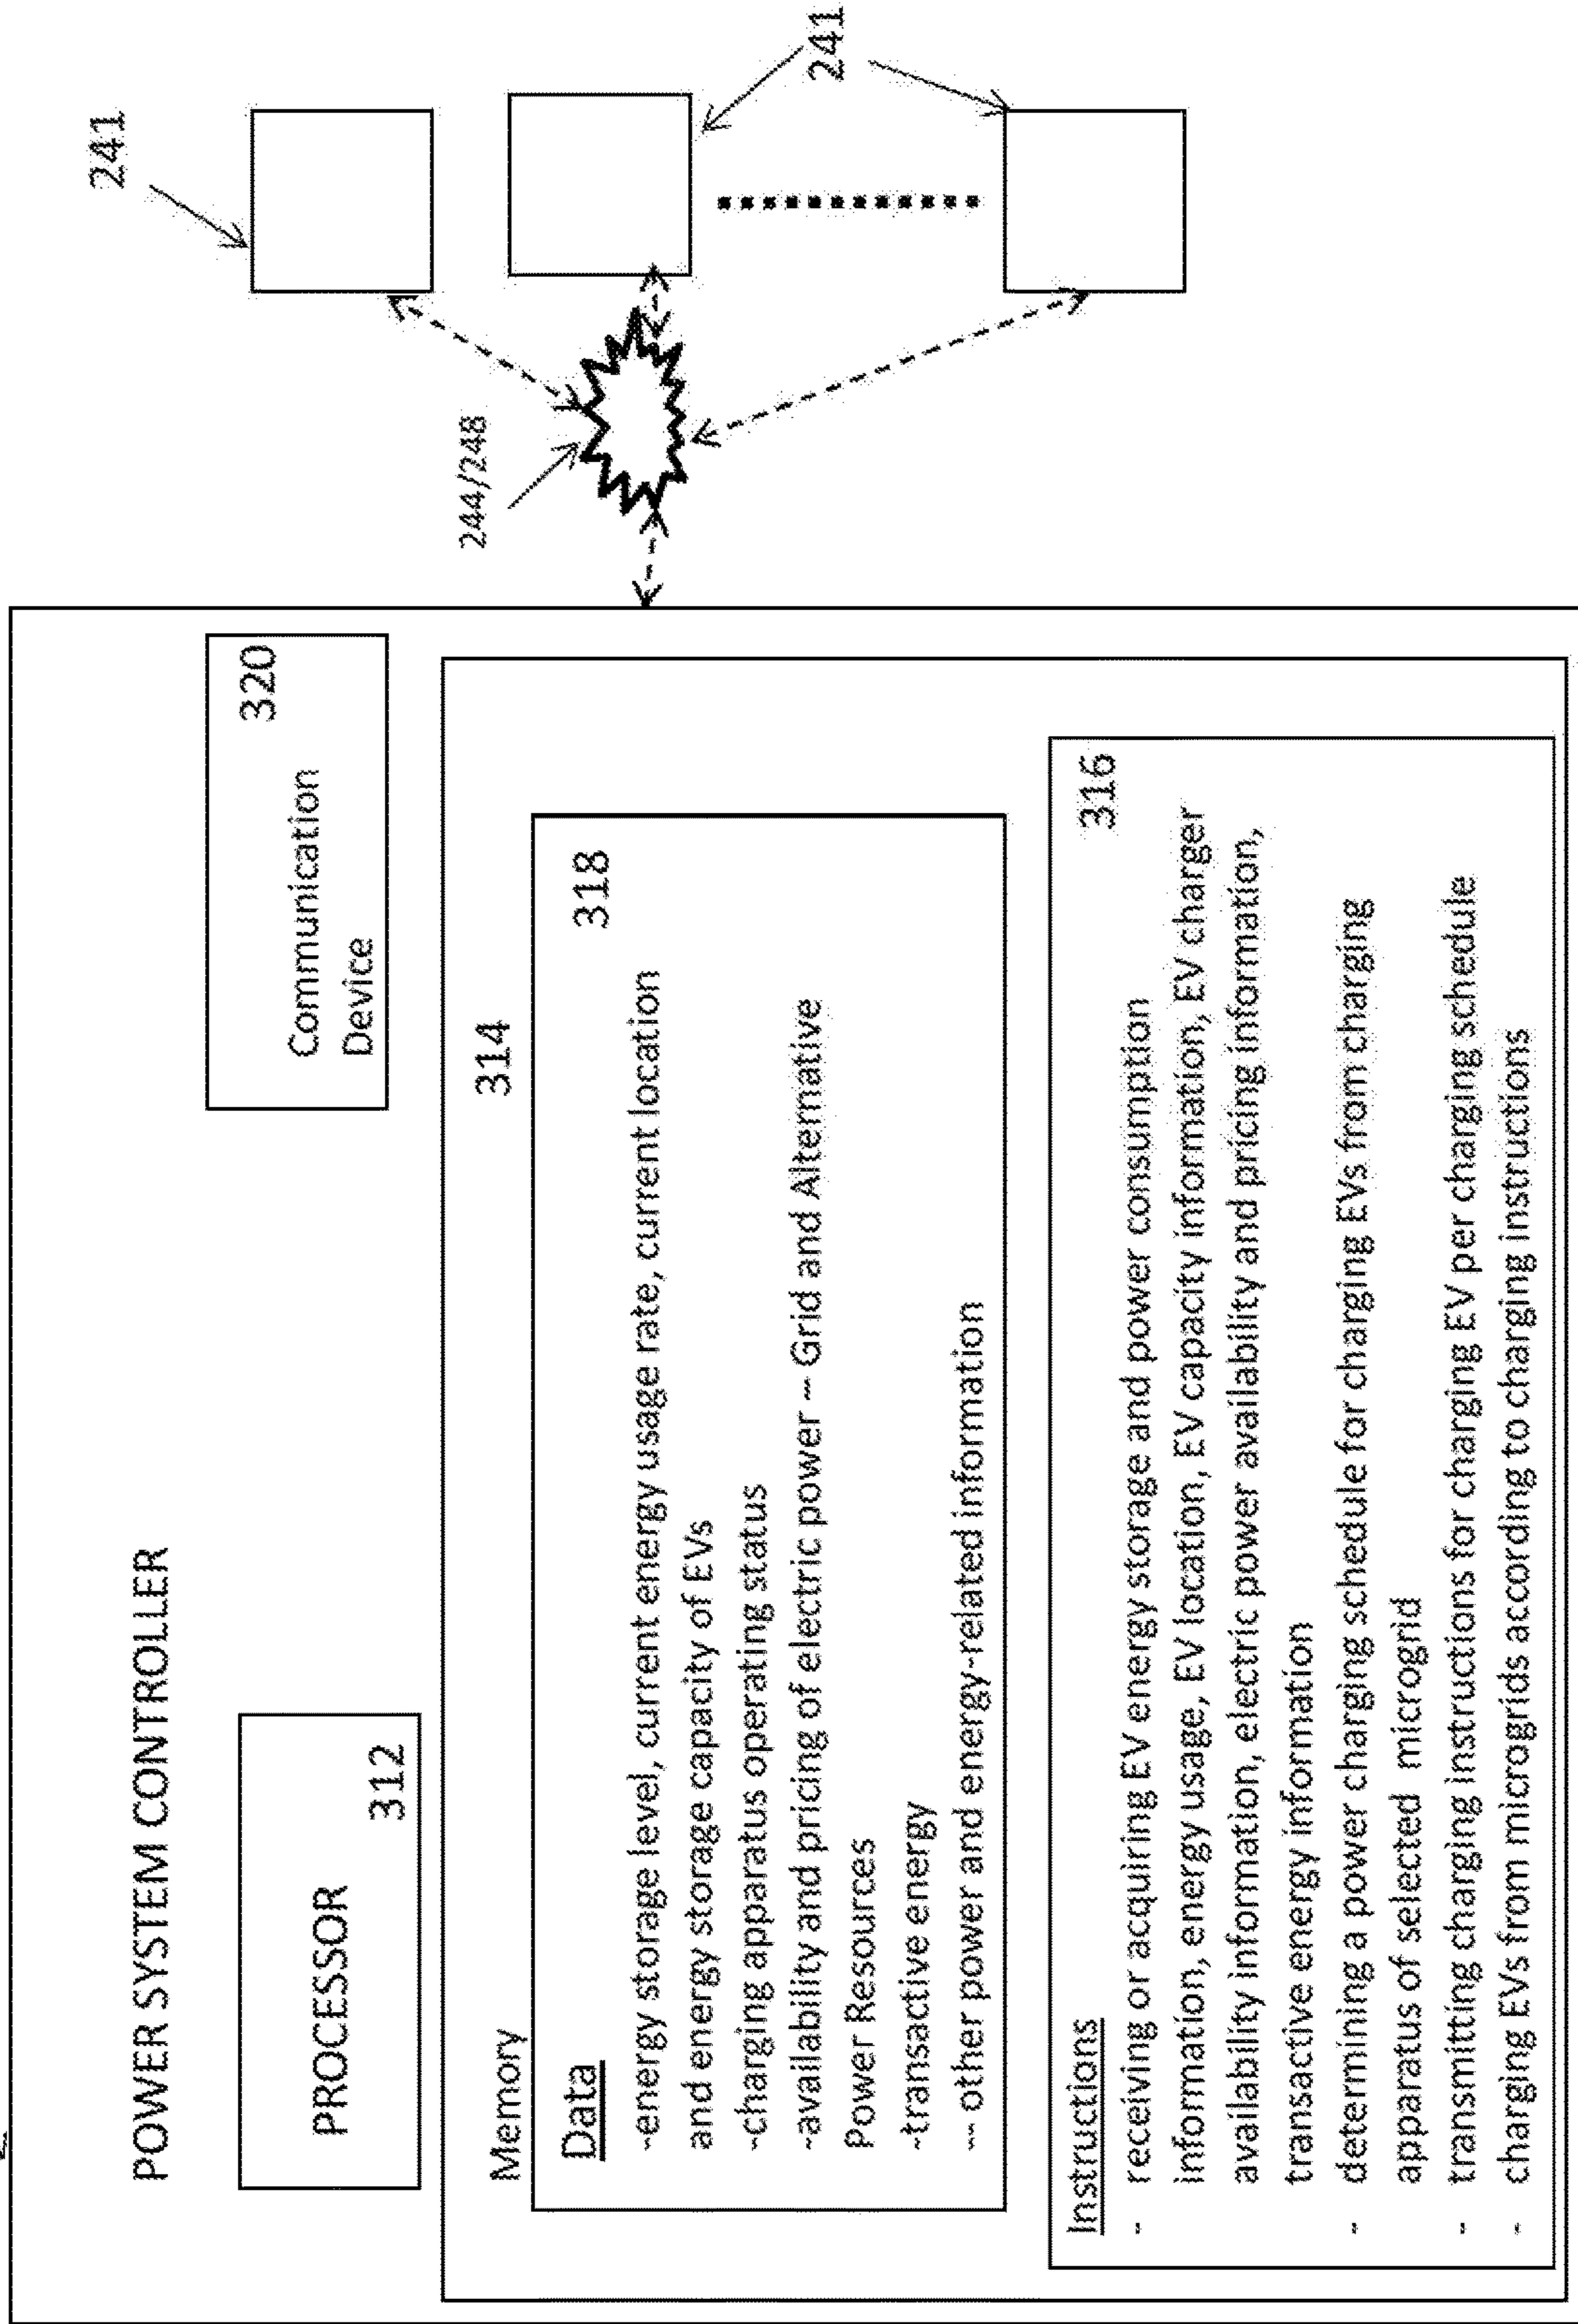 POWER SYSTEM CONTROLLER
PROCESSOR
312
Communication
Device
320
Memory
314
Data
318
-energy storage level, current energy usage rate, current location
and energy storage capacity of EVs
-charging apparatus operating status
-availability and pricing of electric power -- Grid and Alternative
Power Resources
-transactive energy
-- other power and energy-related information
Instructions
316
- receiving or acquiring EV energy storage and power consumption
information, energy usage, EV location, EV capacity information, EV charger
availability information, electric power availability and pricing information,
transactive energy information
- determining a power charging schedule for charging EVs from charging
apparatus of selected microgrid
- transmitting charging instructions for charging EV per charging schedule
- charging EVs from microgrids according to charging instructions
244/248
241
241